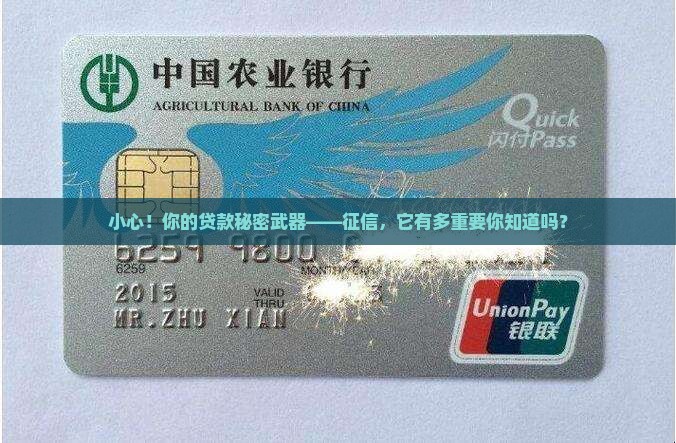 中国农业银行
AGRICULTURAL BANK OF CHINA
Quick
闪付Pass
小心！你的贷款秘密武器——征信，它有多重要你知道吗？
6259 9800
6259
MONTH
2015
VALID
THRU
MR.ZHU XIAN
UnionPay
银联